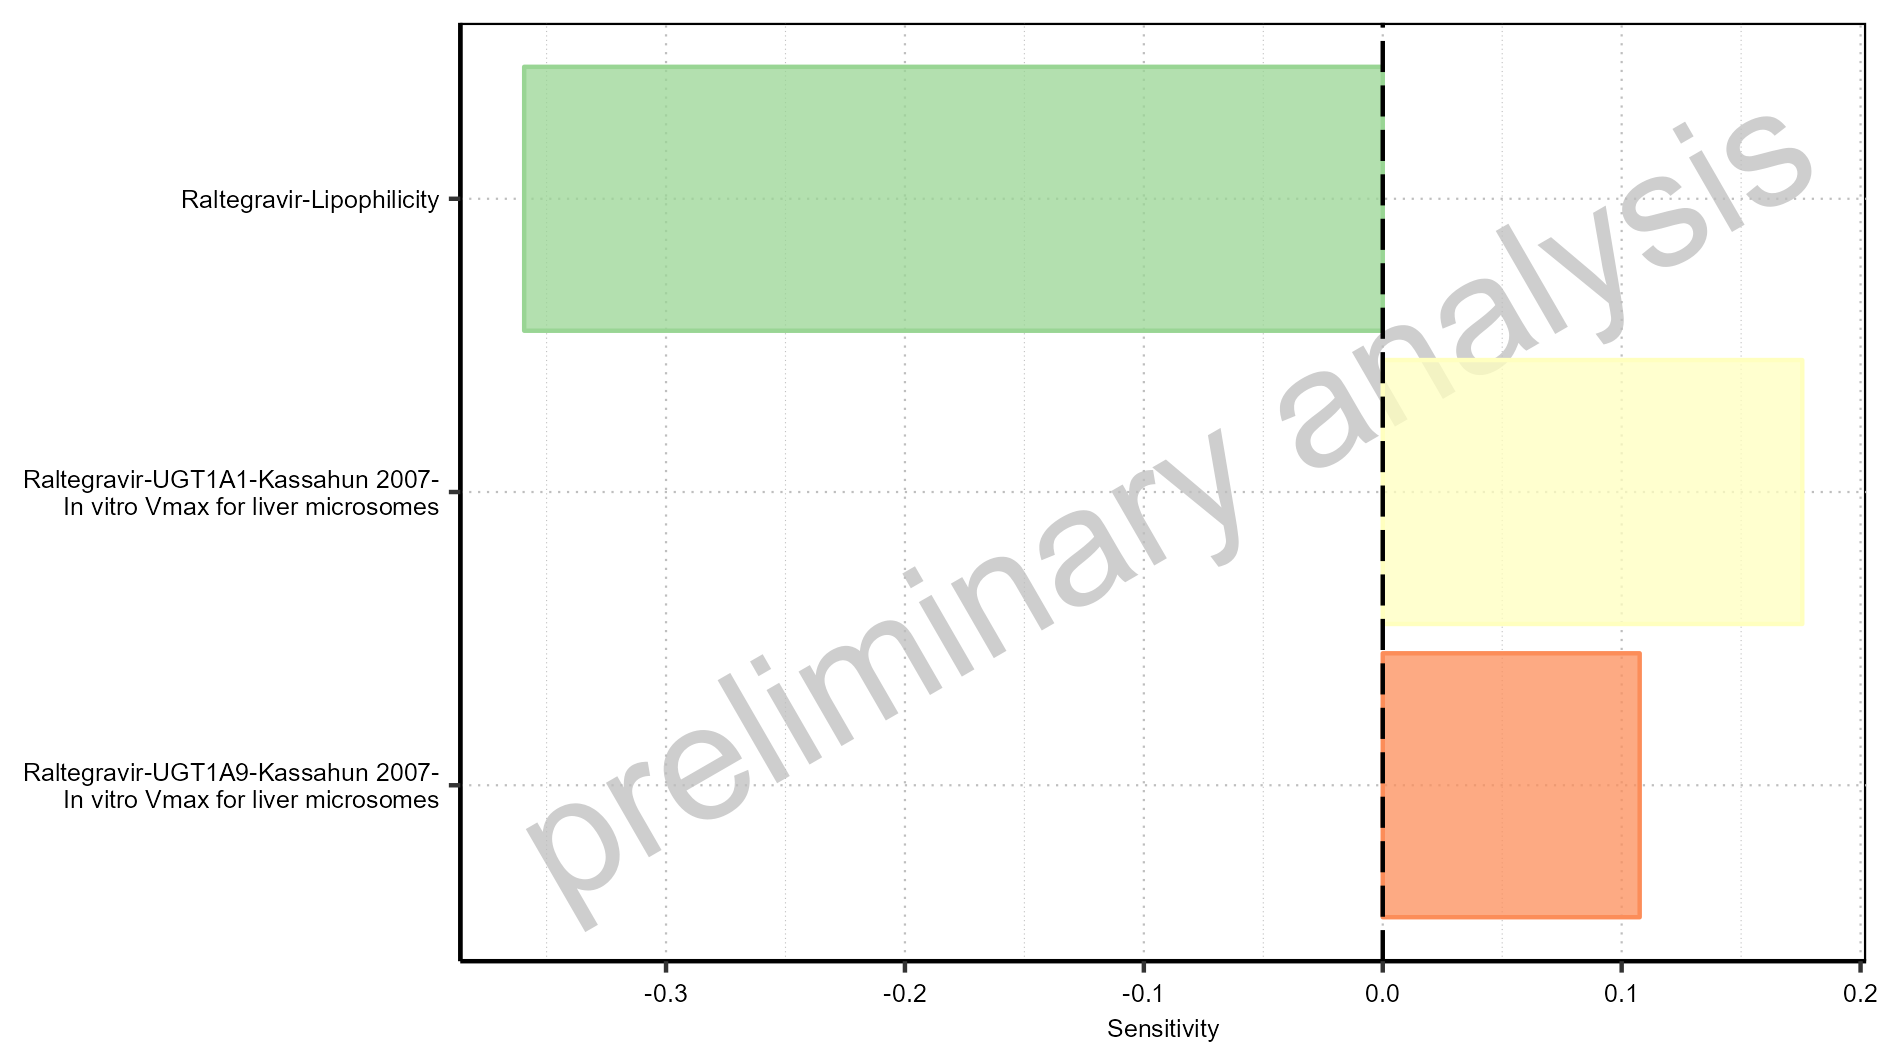 Raltegravir-Lipophilicity
Raltegravir-UGT1A1-Kassahun 2007-
In vitro Vmax for liver microsomes
Raltegravir-UGT1A9-Kassahun 2007-
In vitro Vmax for liver microsomes
preliminary analysis
-0.3 -0.2 -0.1 0.0 0.1 0.2
Sensitivity